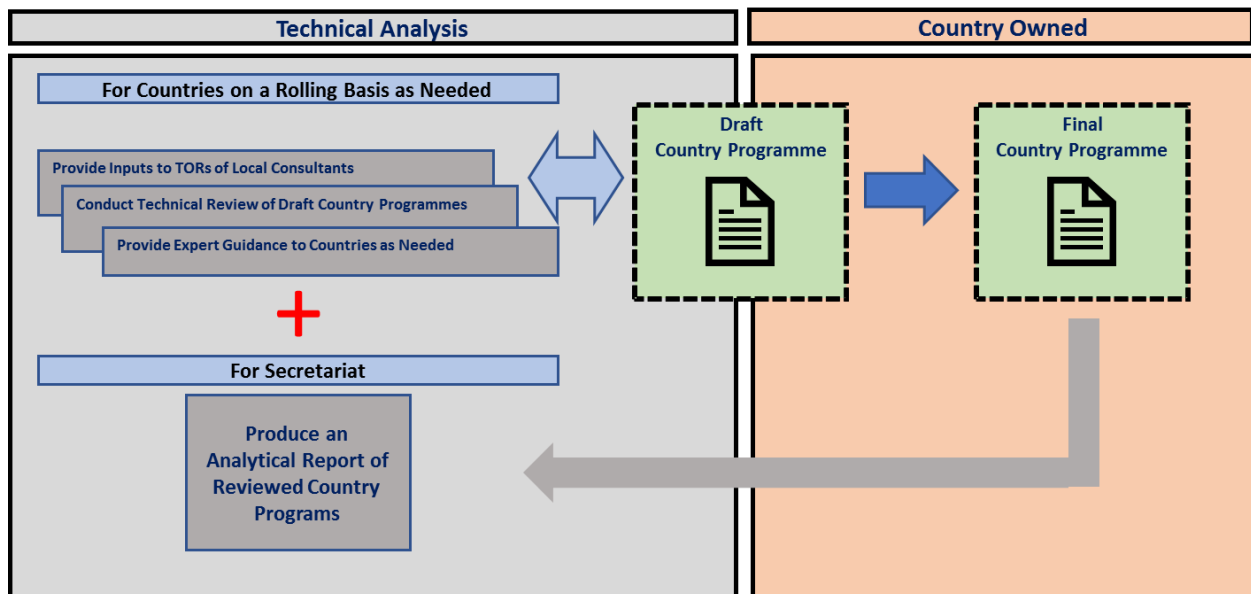 Technical Analysis
Country Owned
For Countries on a Rolling Basis as Needed
Provide Inputs to TORs of Local Consultants
Conduct Technical Review of Draft Country Programmes
Provide Expert Guidance to Countries as Needed
Draft
Country Programme
Final
Country Programme
+
For Secretariat
Produce an
Analytical Report of
Reviewed Country
Programs